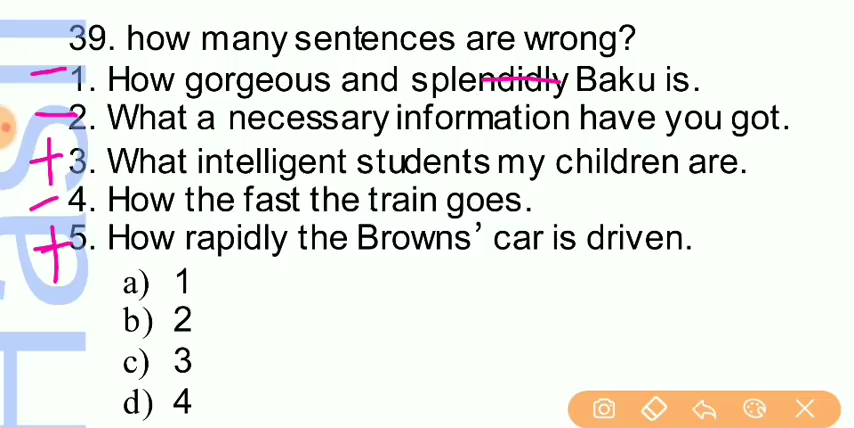 39. how many sentences are wrong?
1. How gorgeous and splendidly Baku is.
2. What a necessary information have you got.
3. What intelligent students my children are.
4. How the fast the train goes.
5. How rapidly the Browns’ car is driven.
a) 1
b) 2
c) 3
d) 4